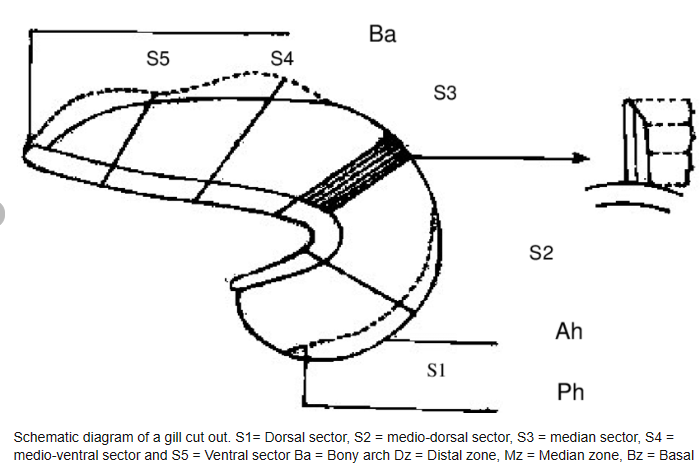 Ba
S5
S4
S3
S2
Ah
S1
Ph
Schematic diagram of a gill cut out. S1= Dorsal sector, S2 = medio-dorsal sector, S3 = median sector, S4 =
medio-ventral sector and S5 = Ventral sector Ba = Bony arch Dz = Distal zone, Mz = Median zone, Bz = Basal